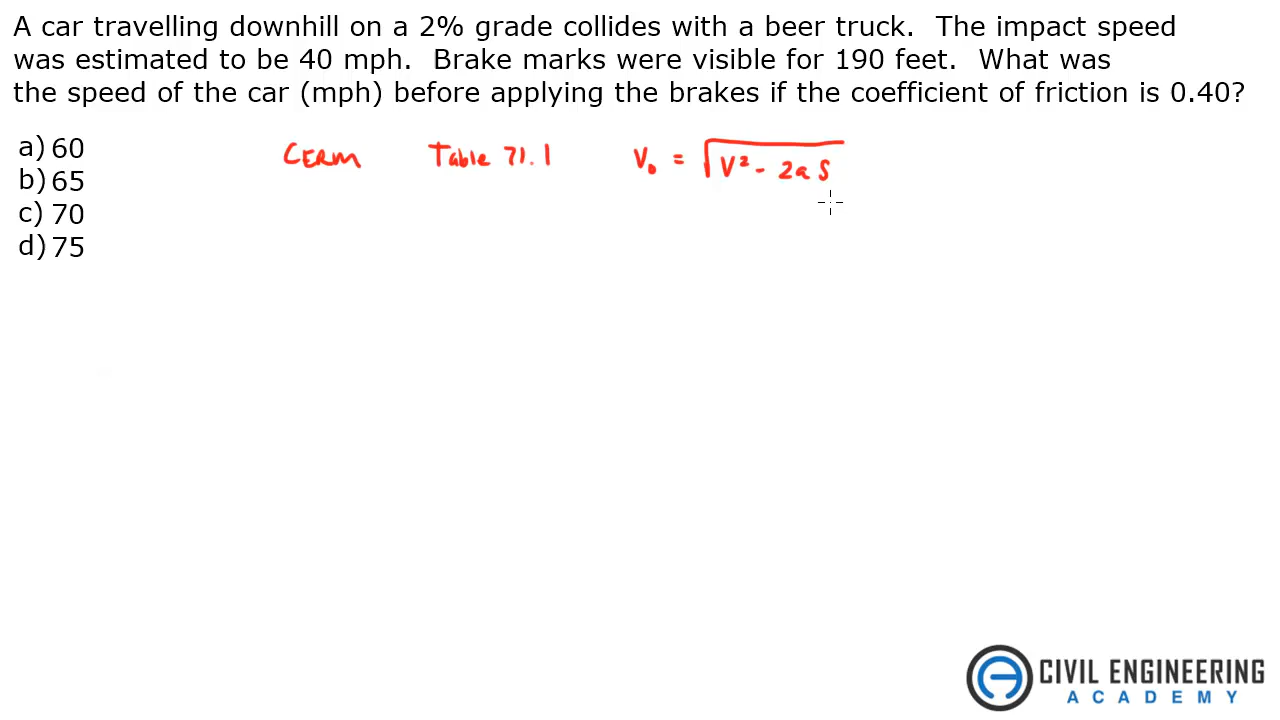 A car travelling downhill on a 2% grade collides with a beer truck.  The impact speed
was estimated to be 40 mph.  Brake marks were visible for 190 feet.  What was
the speed of the car (mph) before applying the brakes if the coefficient of friction is 0.40?
a) 60
b) 65
c) 70
d) 75
CERM Table 71.1 V₀ = √(V² - 2aS)
CIVIL ENGINEERING
ACADEMY